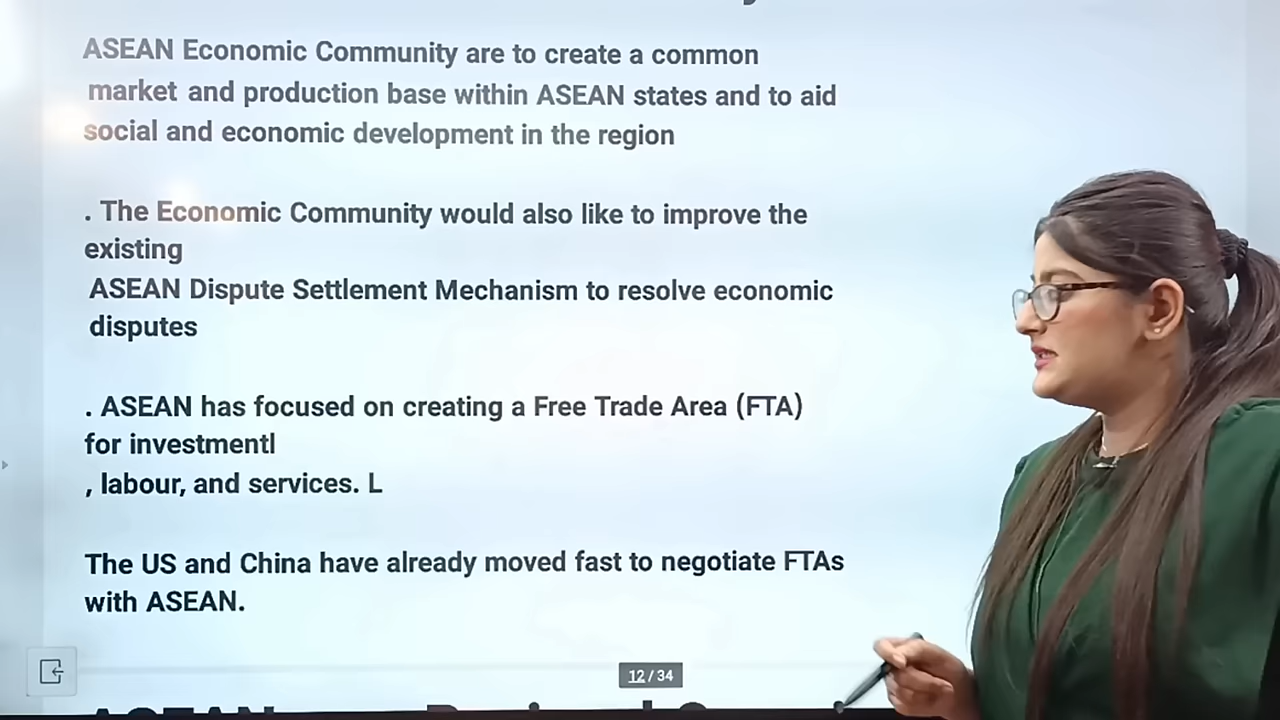 ASEAN Economic Community are to create a common
market and production base within ASEAN states and to aid
social and economic development in the region
. The Economic Community would also like to improve the
existing
ASEAN Dispute Settlement Mechanism to resolve economic
disputes
. ASEAN has focused on creating a Free Trade Area (FTA)
for investmentl
, labour, and services. L
The US and China have already moved fast to negotiate FTAs
with ASEAN.
12 / 34